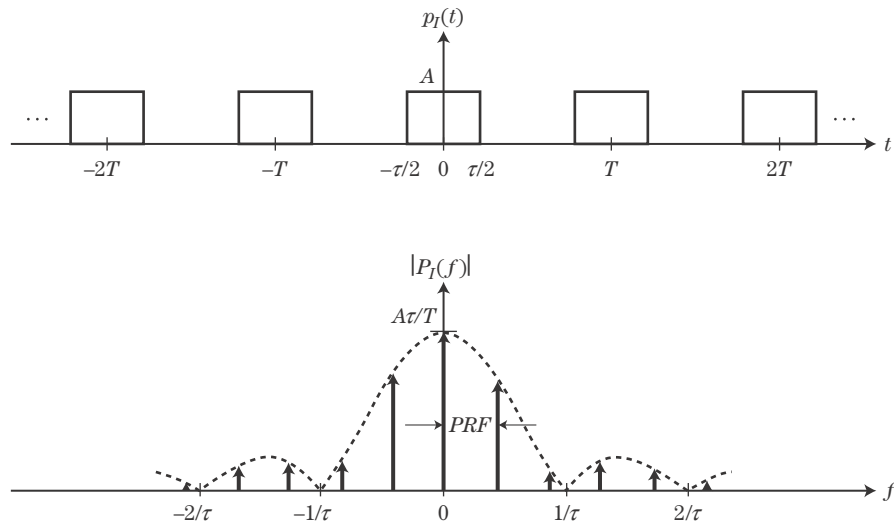 p_I(t)
A
… …
–2T –T –τ/2 0 τ/2 T 2T t
|P_I(f)|
Aτ/T
PRF
–2/τ –1/τ 0 1/τ 2/τ f